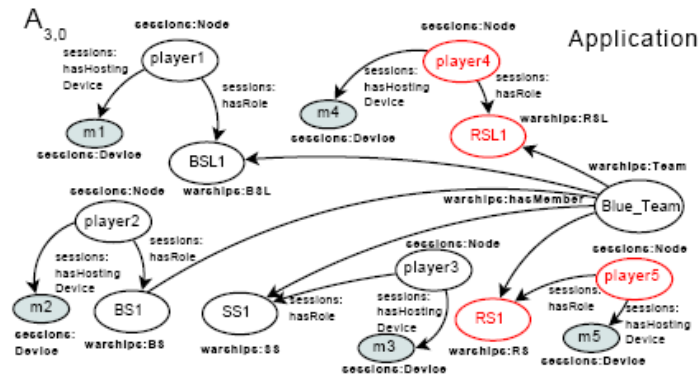 A
3,0
sessions:Node
sessions:Node
Application
player1
player4
sessions:
hasHosting
Device
sessions:
hasRole
sessions:
hasHosting
Device
sessions:
hasRole
m1
m4
warships:RSL
sessions:Device
sessions:Device
RSL1
BSL1
warships:Team
warships:BSL
sessions:Node
warships:hasMember
Blue_Team
player2
sessions:Node
sessions:Node
sessions:
hasHosting
Device
sessions:
hasRole
player3
player5
sessions:
hasRole
sessions:
hasHosting
Device
sessions:
hasRole
sessions:
hasHosting
Device
m2
BS1
SS1
RS1
sessions:
Device
warships:BS
warships:SS
m3
warships:RS
m5
sessions:Device
sessions:Device